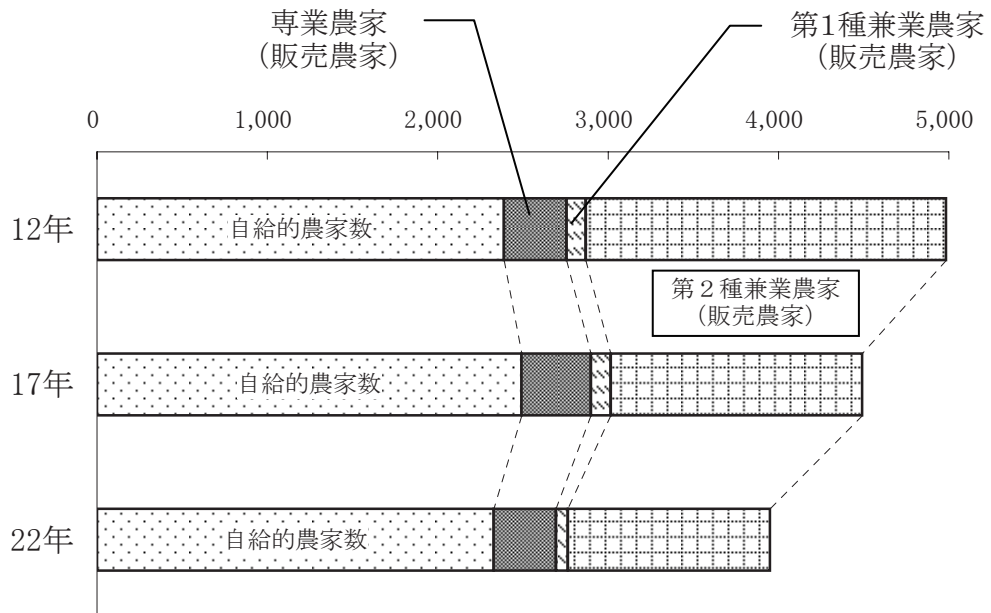 専業農家
(販売農家)
第1種兼業農家
(販売農家)
0
1,000
2,000
3,000
4,000
5,000
12年
自給的農家数
第２種兼業農家
(販売農家)
17年
自給的農家数
22年
自給的農家数